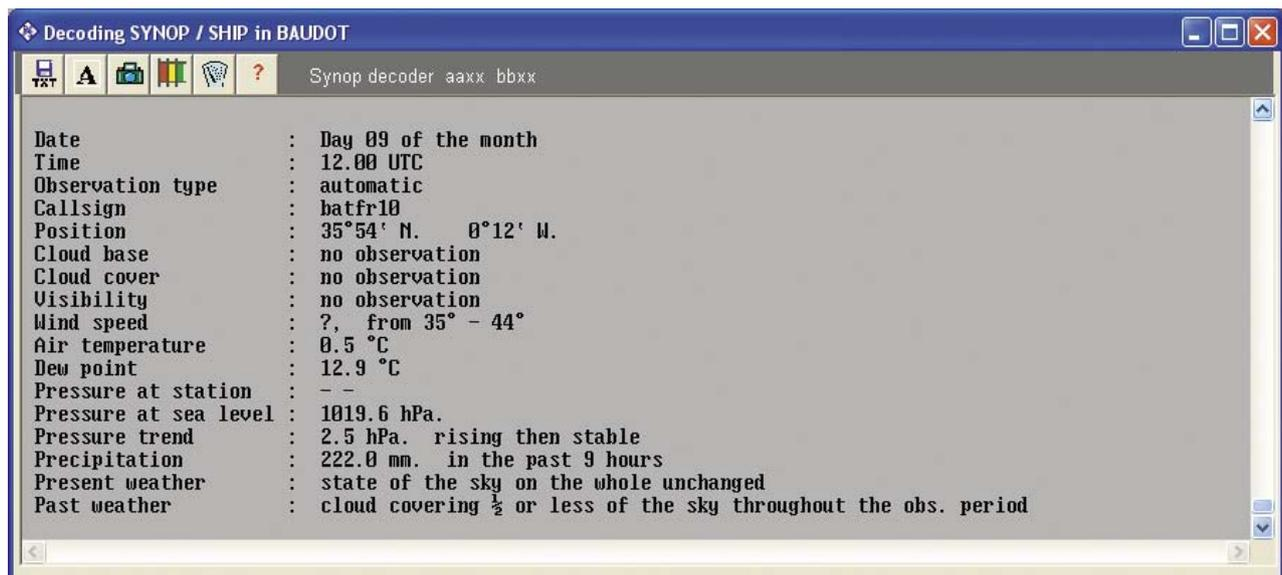 Decoding SYNOP / SHIP in BAUDOT
TXT A ? Synop decoder aaxx bbxx
Date : Day 09 of the month
Time : 12.00 UTC
Observation type : automatic
Callsign : batfr10
Position : 35°54' N. 0°12' W.
Cloud base : no observation
Cloud cover : no observation
Visibility : no observation
Wind speed : ?, from 35° - 44°
Air temperature : 0.5 °C
Dew point : 12.9 °C
Pressure at station : - -
Pressure at sea level : 1019.6 hPa.
Pressure trend : 2.5 hPa. rising then stable
Precipitation : 222.0 mm. in the past 9 hours
Present weather : state of the sky on the whole unchanged
Past weather : cloud covering ½ or less of the sky throughout the obs. period